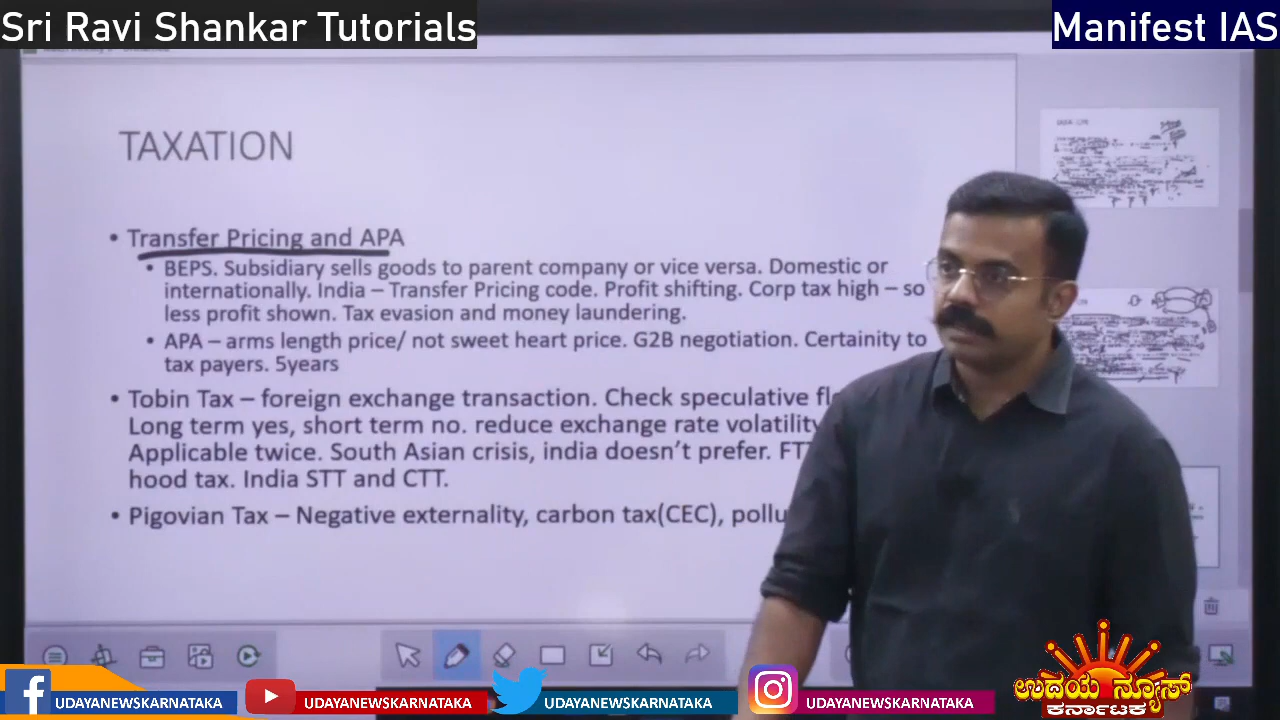 Sri Ravi Shankar Tutorials
Manifest IAS
TAXATION
• Transfer Pricing and APA
• BEPS. Subsidiary sells goods to parent company or vice versa. Domestic or
internationally. India – Transfer Pricing code. Profit shifting. Corp tax high – so
less profit shown. Tax evasion and money laundering.
• APA – arms length price/ not sweet heart price. G2B negotiation. Certainity to
tax payers. 5years
• Tobin Tax – foreign exchange transaction. Check speculative
Long term yes, short term no. reduce exchange rate volatility
Applicable twice. South Asian crisis, india doesn't prefer.
hood tax. India STT and CTT.
• Pigovian Tax – Negative externality, carbon tax(CEC),
UDAYANEWSKARNATAKA
UDAYANEWSKARNATAKA
UDAYANEWSKARNATAKA
UDAYANEWSKARNATAKA
ಉದಯ ನ್ಯೂಸ್
ಕರ್ನಾಟಕ